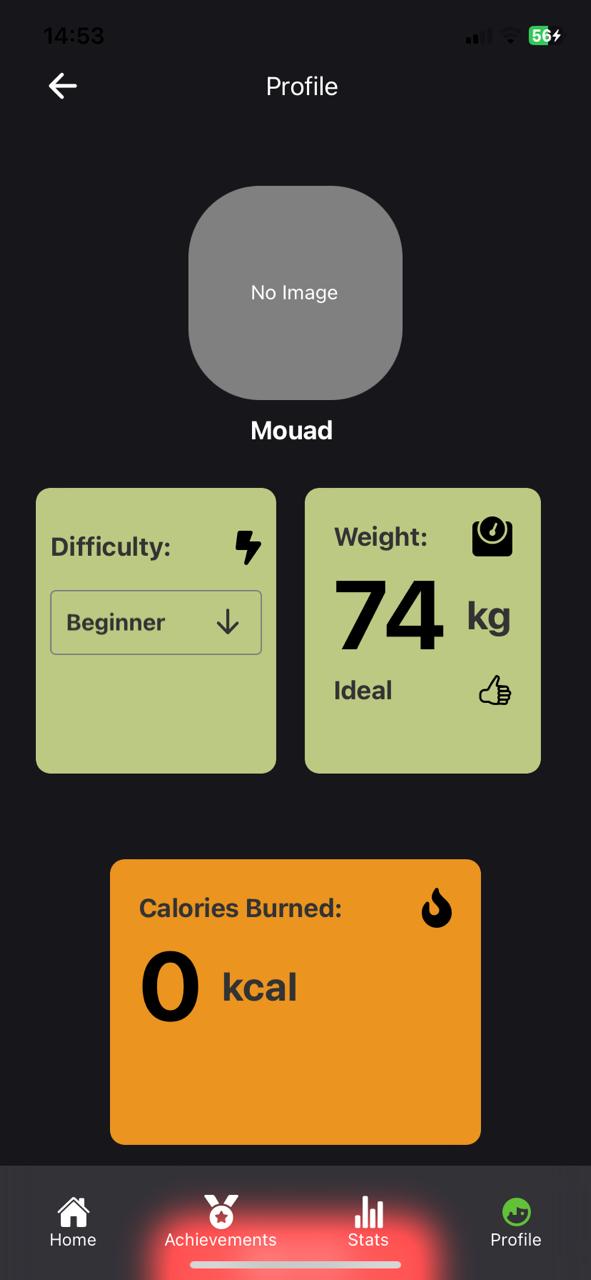 14:53
56
Profile
No Image
Mouad
Difficulty:
Beginner
Weight:
74 kg
Ideal
Calories Burned:
0 kcal
Home
Achievements
Stats
Profile